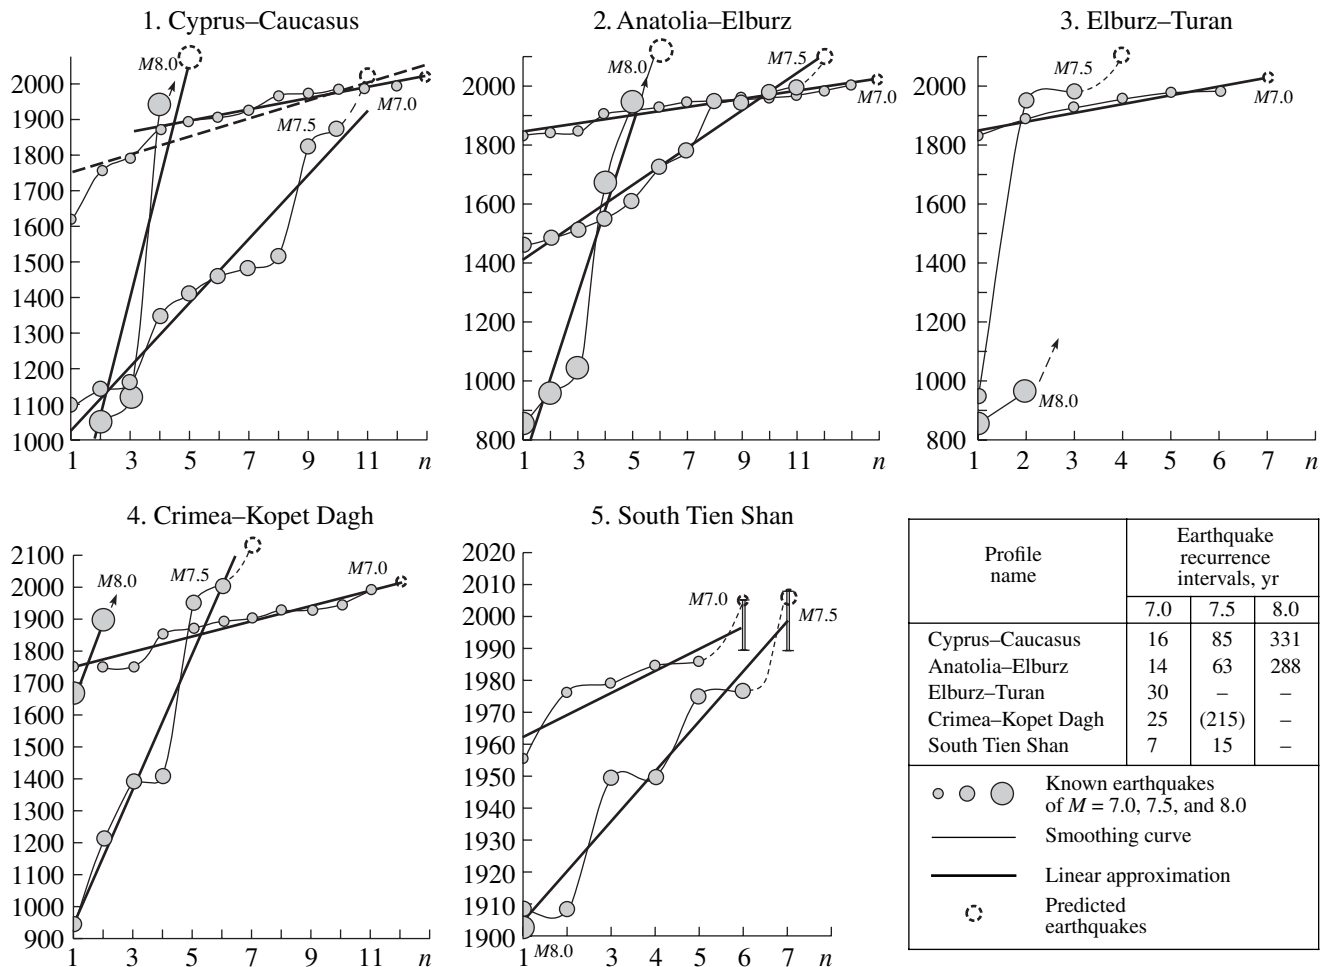 1. Cyprus–Caucasus
2000
1900
1800
1700
1600
1500
1400
1300
1200
1100
1000
M8.0
M7.5
M7.0
1 3 5 7 9 11 n
2. Anatolia–Elburz
2000
1800
1600
1400
1200
1000
800
M8.0
M7.5
M7.0
1 3 5 7 9 11 n
3. Elburz–Turan
2000
1800
1600
1400
1200
1000
800
M7.5
M7.0
M8.0
1 2 3 4 5 6 7 n
4. Crimea–Kopet Dagh
2100
2000
1900
1800
1700
1600
1500
1400
1300
1200
1100
1000
900
M8.0
M7.5
M7.0
1 3 5 7 9 11 n
5. South Tien Shan
2020
2010
2000
1990
1980
1970
1960
1950
1940
1930
1920
1910
1900
M7.0
M7.5
M8.0
1 3 5 7 n
Profile
name
Earthquake
recurrence
intervals, yr
7.0 7.5 8.0
Cyprus–Caucasus 16 85 331
Anatolia–Elburz 14 63 288
Elburz–Turan 30 – –
Crimea–Kopet Dagh 25 (215) –
South Tien Shan 7 15 –
Known earthquakes
of M = 7.0, 7.5, and 8.0
Smoothing curve
Linear approximation
Predicted
earthquakes